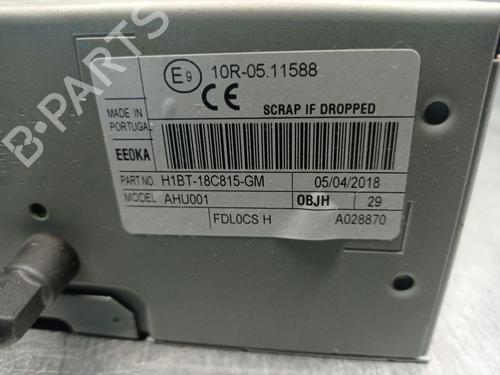 E9 10R-05.11588
CE SCRAP IF DROPPED
MADE IN
PORTUGAL
EE0KA
PART NO. H1BT-18C815-GM 05/04/2018
MODEL AHU001 0BJH 29
FDL0CS H A028870
B-PARTS